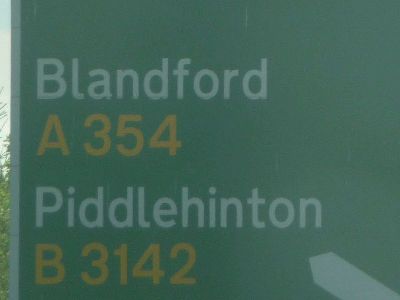 Blandford
A 354
Piddlehinton
B 3142